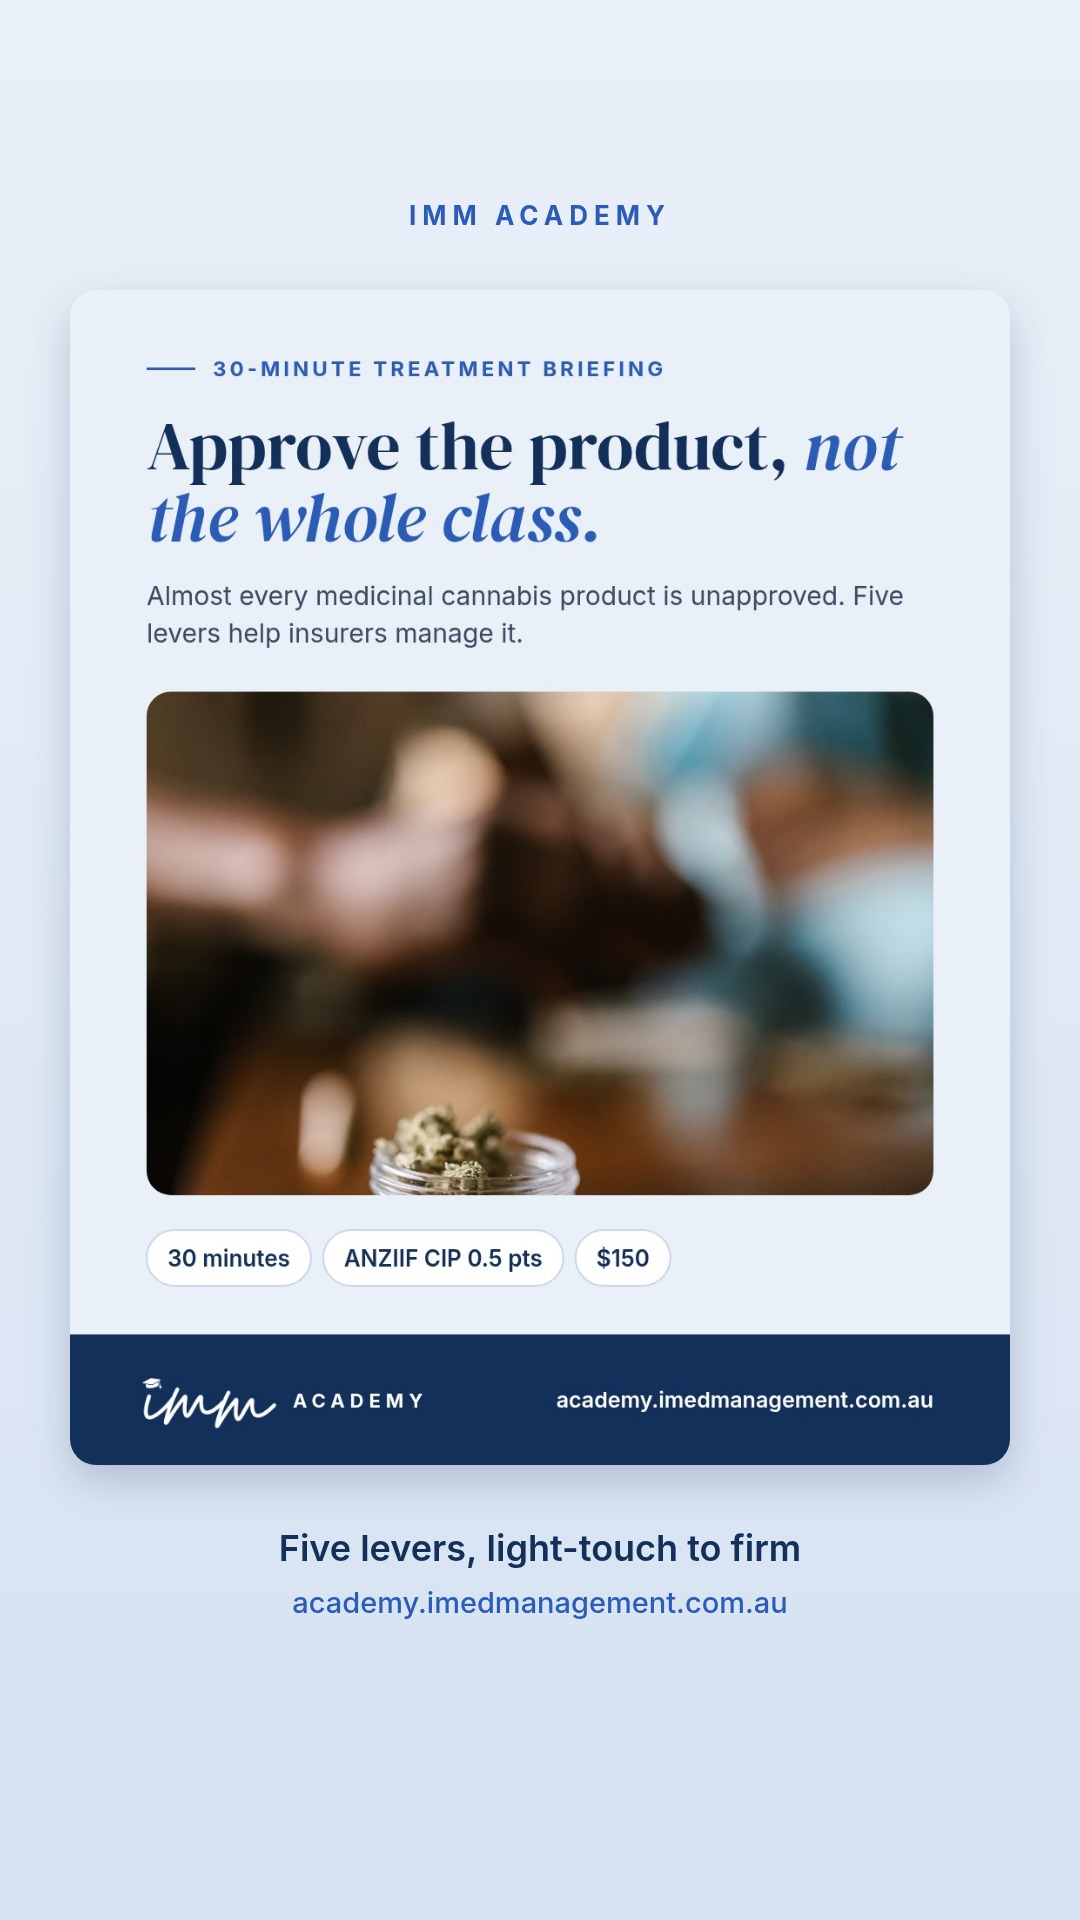 IMM ACADEMY
30-MINUTE TREATMENT BRIEFING
Approve the product, not
the whole class.
Almost every medicinal cannabis product is unapproved. Five
levers help insurers manage it.
30 minutes
ANZIIF CIP 0.5 pts
$150
imm ACADEMY
academy.imedmanagement.com.au
Five levers, light-touch to firm
academy.imedmanagement.com.au